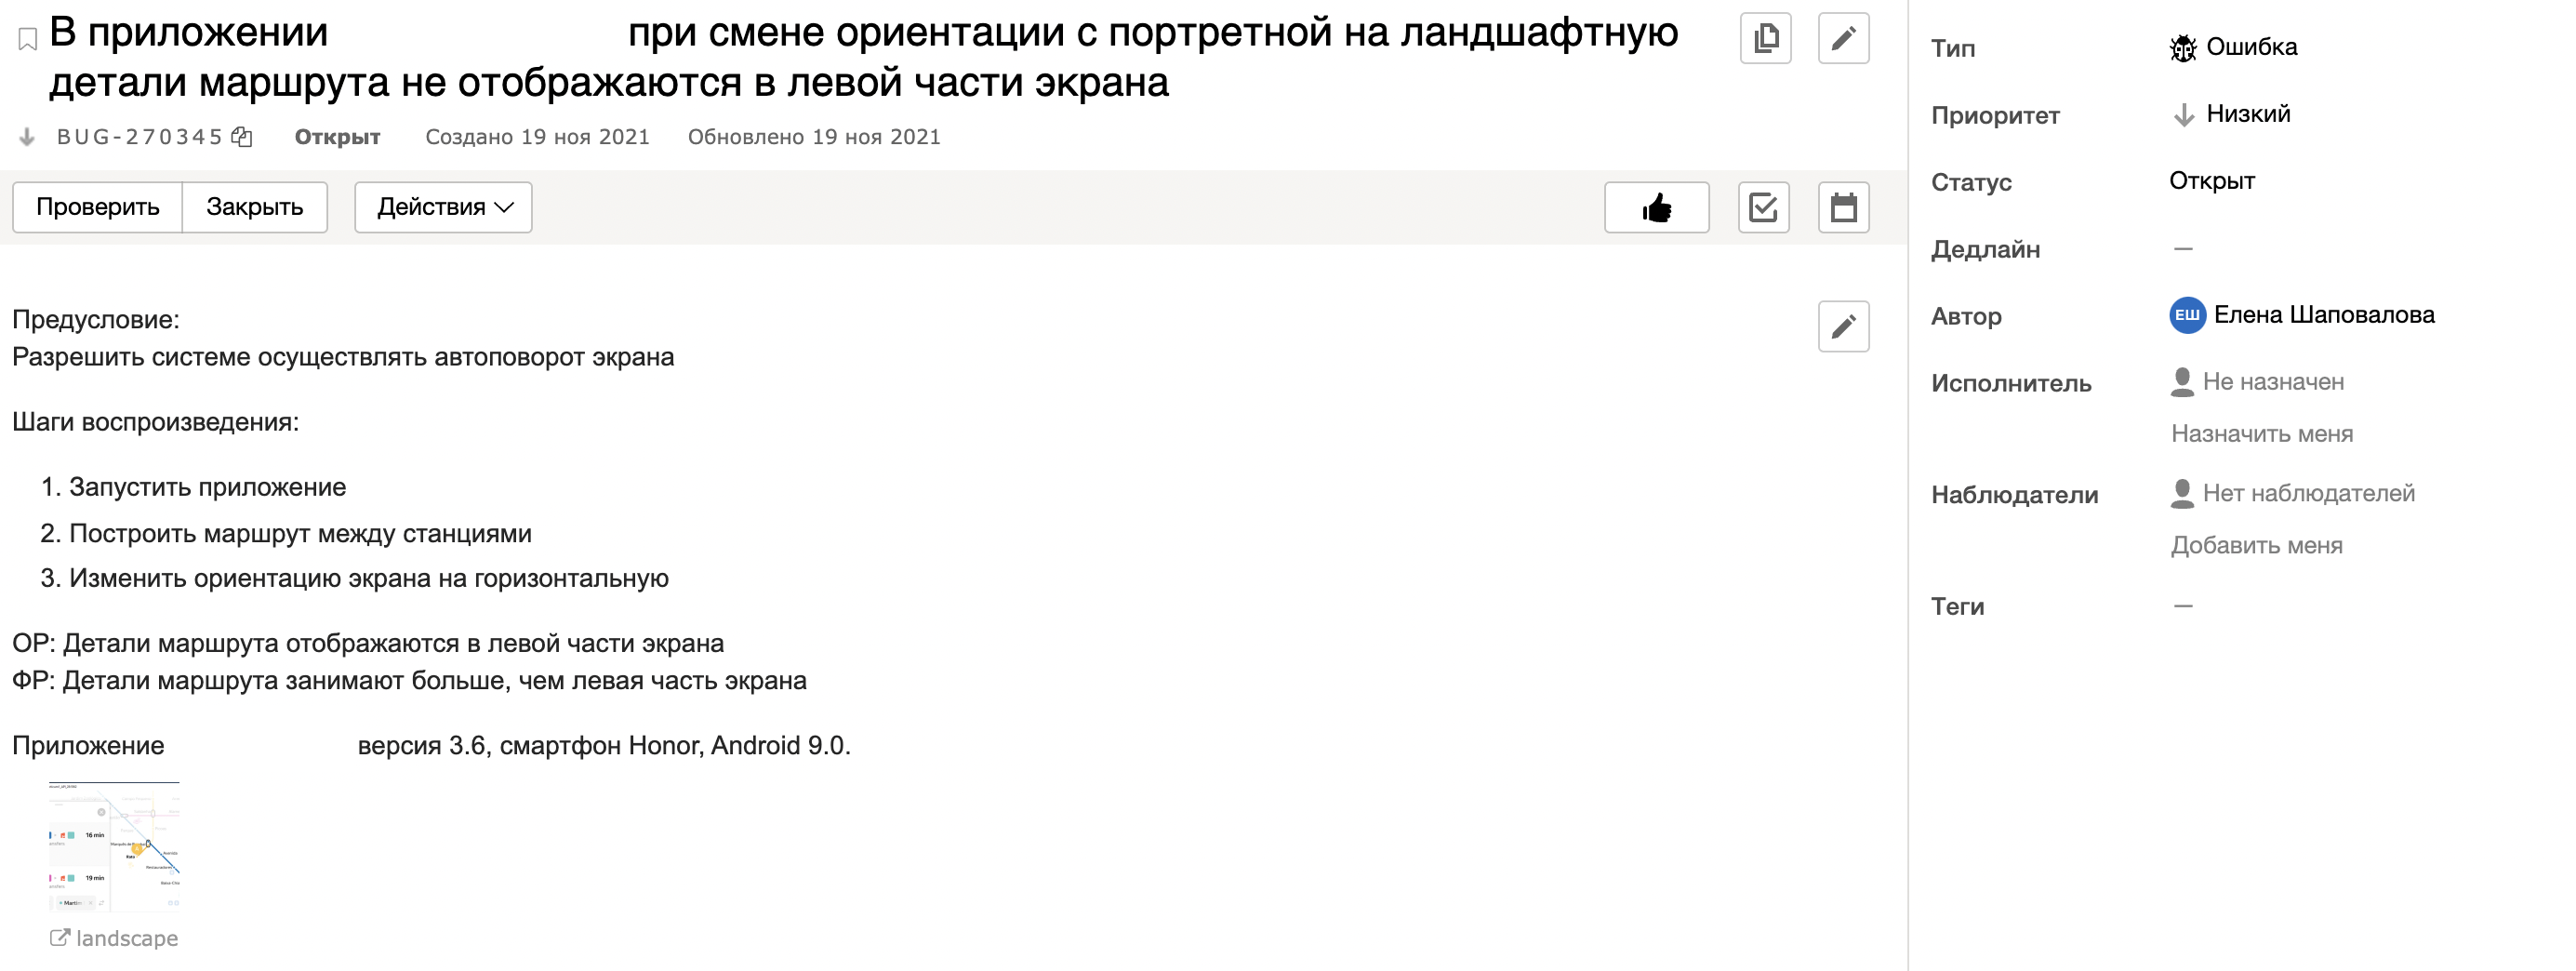 В приложении при смене ориентации с портретной на ландшафтную
детали маршрута не отображаются в левой части экрана
BUG-270345 Открыт Создано 19 ноя 2021 Обновлено 19 ноя 2021
Проверить Закрыть Действия
Предусловие:
Разрешить системе осуществлять автоповорот экрана
Шаги воспроизведения:
1. Запустить приложение
2. Построить маршрут между станциями
3. Изменить ориентацию экрана на горизонтальную
ОР: Детали маршрута отображаются в левой части экрана
ФР: Детали маршрута занимают больше, чем левая часть экрана
Приложение версия 3.6, смартфон Honor, Android 9.0.
16 min
19 min
landscape
Тип Ошибка
Приоритет Низкий
Статус Открыт
Дедлайн —
Автор ЕШ Елена Шаповалова
Исполнитель Не назначен
Назначить меня
Наблюдатели Нет наблюдателей
Добавить меня
Теги —